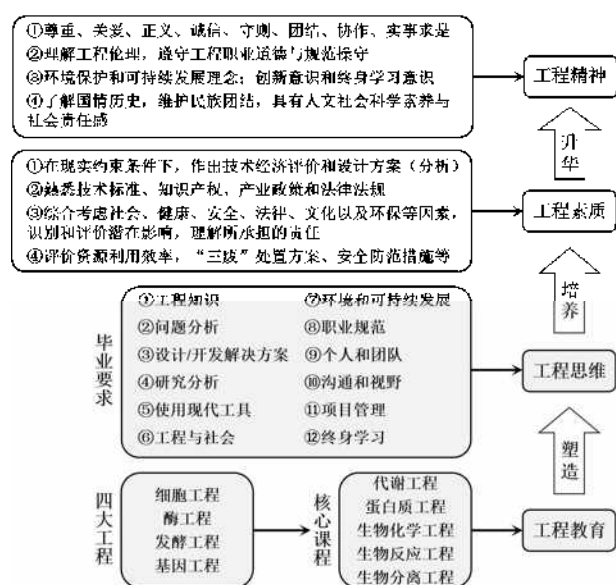 ①尊重、关爱、正义、诚信、守则、团结、协作、实事求是
②理解工程伦理，遵守工程职业道德与规范操守
③环境保护和可持续发展理念；创新意识和终身学习意识
④了解国情历史，维护民族团结，具有人文社会科学素养与
社会责任感
工程精神
升华
①在现实约束条件下，作出技术经济评价和设计方案（分析）
②熟悉技术标准、知识产权，产业政策和法律法规
③综合考虑社会、健康、安全、法律、文化以及环保等因素，
识别和评价潜在影响，理解所承担的责任
④评价资源利用效率，“三废”处置方案、安全防范措施等
工程素质
培养
毕业要求
①工程知识
②问题分析
③设计/开发解决方案
④研究分析
⑤使用现代工具
⑥工程与社会
⑦环境和可持续发展
⑧职业规范
⑨个人和团队
⑩沟通和视野
⑪项目管理
⑫终身学习
工程思维
塑造
四大工程
细胞工程
酶工程
发酵工程
基因工程
核心课程
代谢工程
蛋白质工程
生物化学工程
生物反应工程
生物分离工程
工程教育